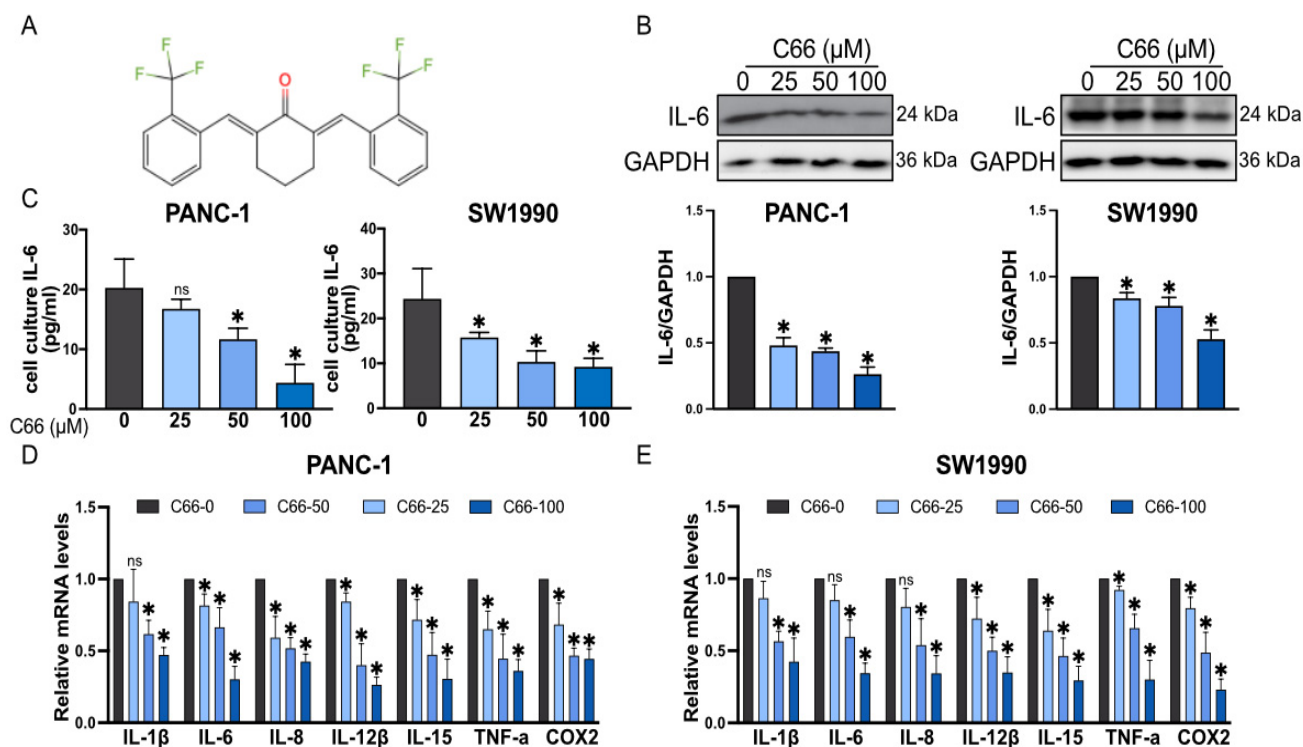 A
F
F
F
O
F
F
F
B
C66 (µM)
0 25 50 100
IL-6
24 kDa
GAPDH
36 kDa
C66 (µM)
0 25 50 100
IL-6
24 kDa
GAPDH
36 kDa
PANC-1
1.5
1.0
0.5
0.0
IL-6/GAPDH
* * *
SW1990
1.5
1.0
0.5
0.0
IL-6/GAPDH
* * *
C
PANC-1
cell culture IL-6
(pg/ml)
30
20
10
0
ns * *
C66 (µM)
0 25 50 100
SW1990
cell culture IL-6
(pg/ml)
40
30
20
10
0
* * *
0 25 50 100
D
PANC-1
Relative mRNA levels
1.5
1.0
0.5
0.0
C66-0 C66-50 C66-25 C66-100
ns * * * * * * * * * * * * * * * * * * * *
IL-1β IL-6 IL-8 IL-12β IL-15 TNF-a COX2
E
SW1990
Relative mRNA levels
1.5
1.0
0.5
0.0
C66-0 C66-25 C66-50 C66-100
ns * * ns * * ns * * * * * * * * * * * * * *
IL-1β IL-6 IL-8 IL-12β IL-15 TNF-a COX2